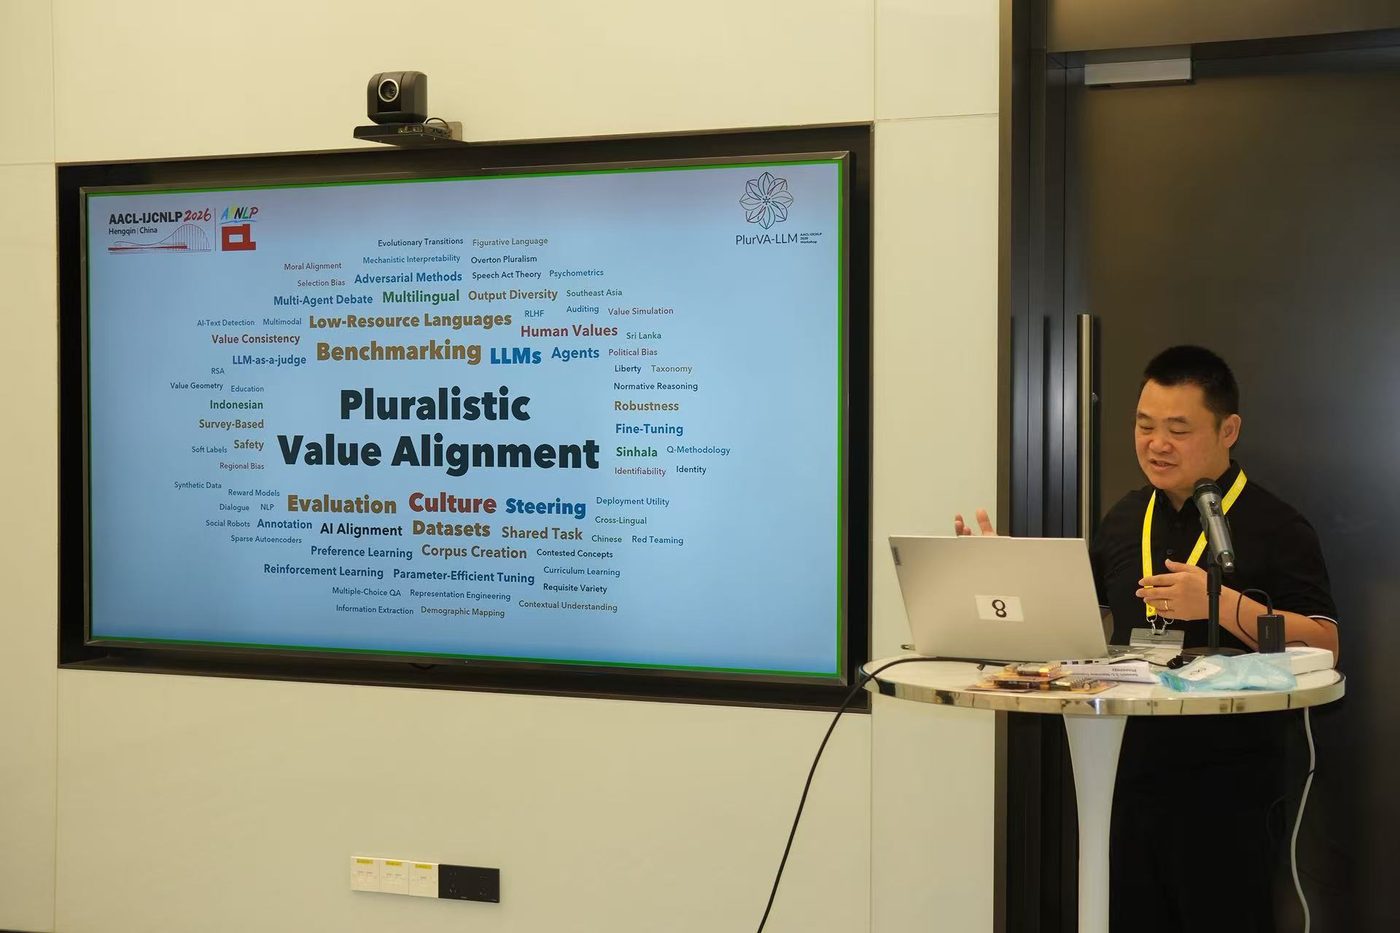 AACL-IJCNLP 2026
Hengqin | China
AFNLP
PlurVA-LLM
Evolutionary Transitions Figurative Language
Mechanistic Interpretability Overton Pluralism
Moral Alignment
Selection Bias Adversarial Methods Speech Act Theory Psychometrics
Multi-Agent Debate Multilingual Output Diversity Southeast Asia
AI-Text Detection Multimodal Low-Resource Languages RLHF Auditing Value Simulation
Value Consistency Human Values Sri Lanka
LLM-as-a-judge Benchmarking LLMs Agents Political Bias
RSA Liberty Taxonomy
Value Geometry Education Normative Reasoning
Indonesian Pluralistic Robustness
Survey-Based Fine-Tuning
Soft Labels Safety Value Alignment Sinhala Q-Methodology
Regional Bias Identifiability Identity
Synthetic Data
Reward Models Evaluation Culture Steering Deployment Utility
Dialogue NLP
Social Robots Annotation AI Alignment Datasets Shared Task Cross-Lingual
Sparse Autoencoders Chinese Red Teaming
Preference Learning Corpus Creation Contested Concepts
Reinforcement Learning Parameter-Efficient Tuning Curriculum Learning
Multiple-Choice QA Representation Engineering Requisite Variety
Information Extraction Demographic Mapping Contextual Understanding
8